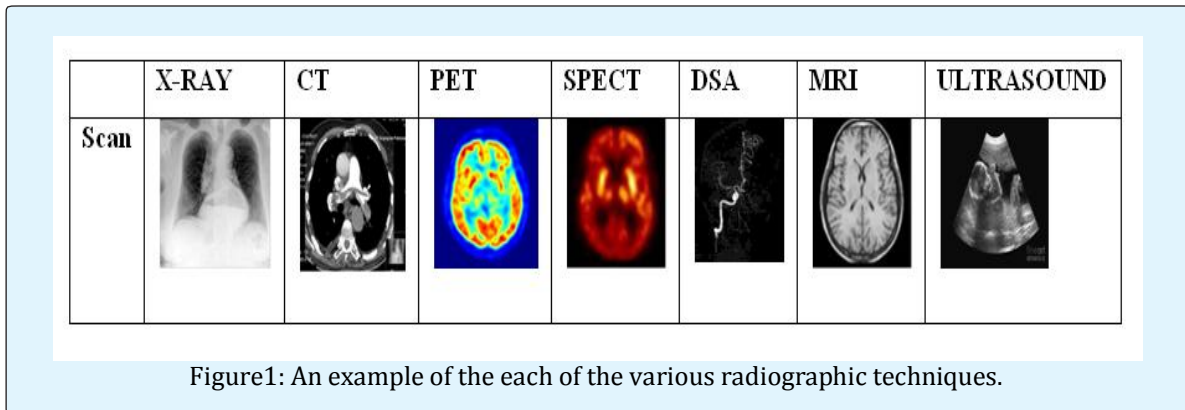 X-RAY CT PET SPECT DSA MRI ULTRASOUND
Scan
Figure1: An example of the each of the various radiographic techniques.